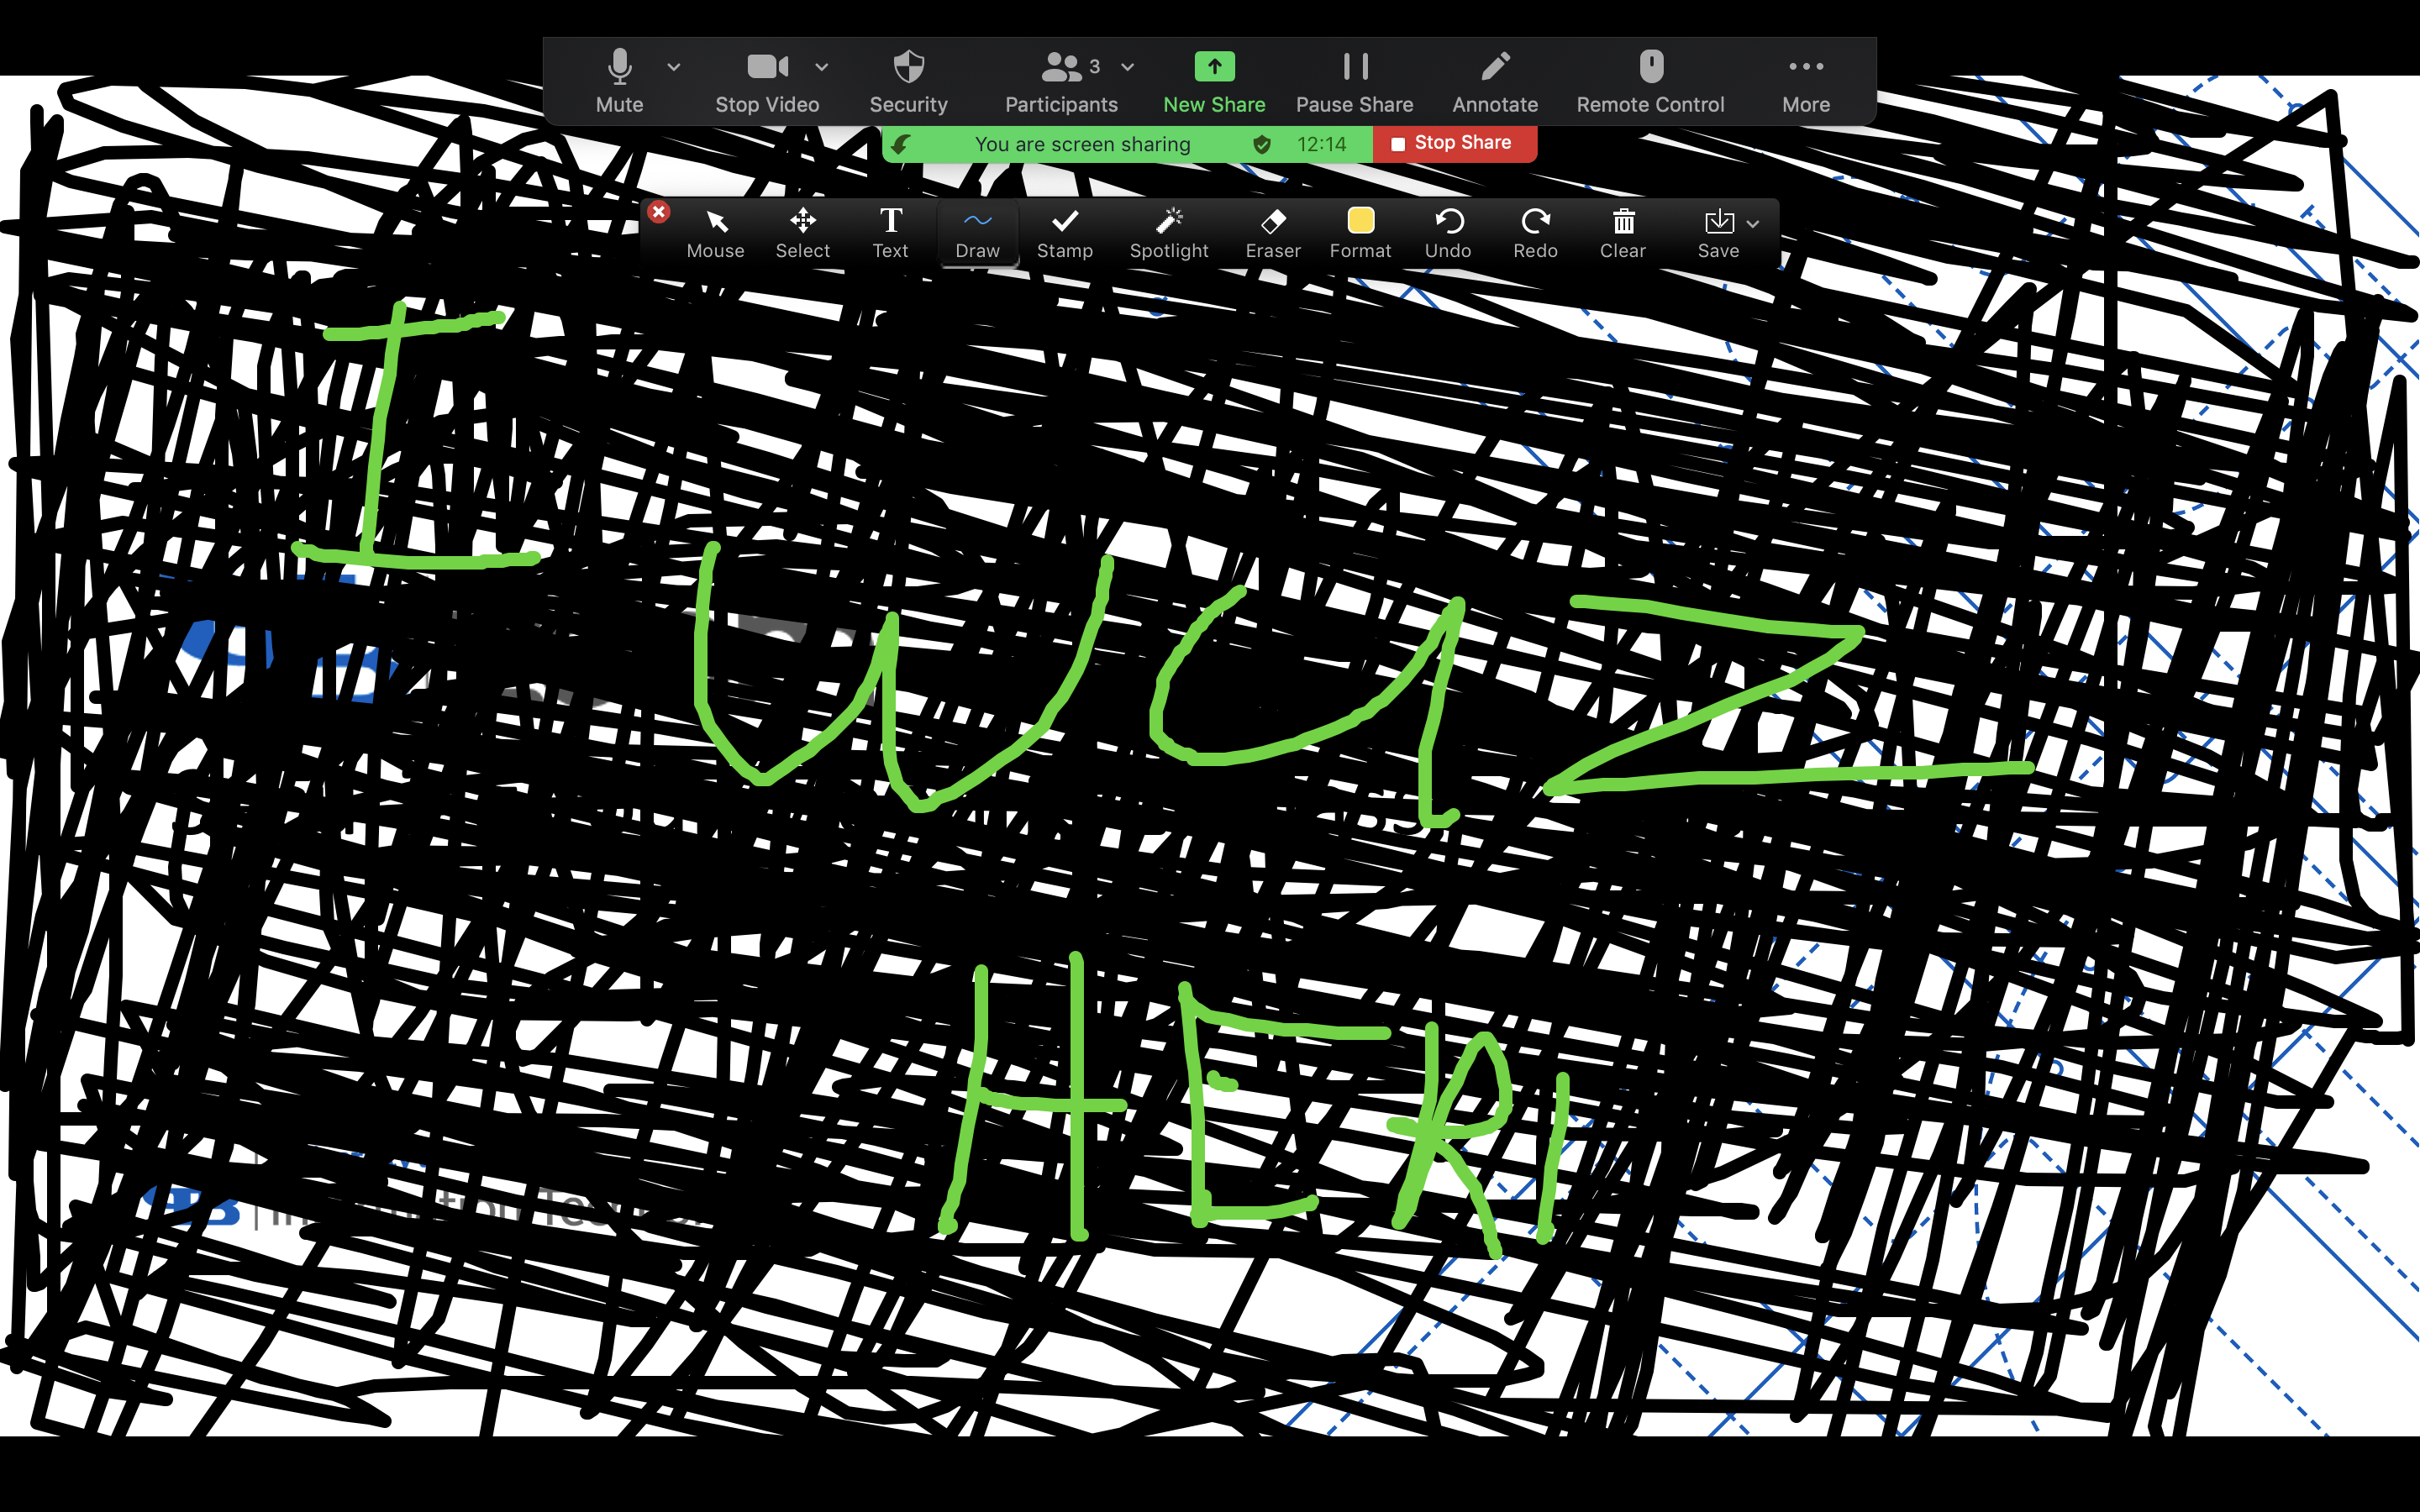 Mute Stop Video Security 3 Participants New Share Pause Share Annotate Remote Control More
You are screen sharing 12:14 Stop Share
Mouse Select Text Draw Stamp Spotlight Eraser Format Undo Redo Clear Save
I
WUZ
HERI